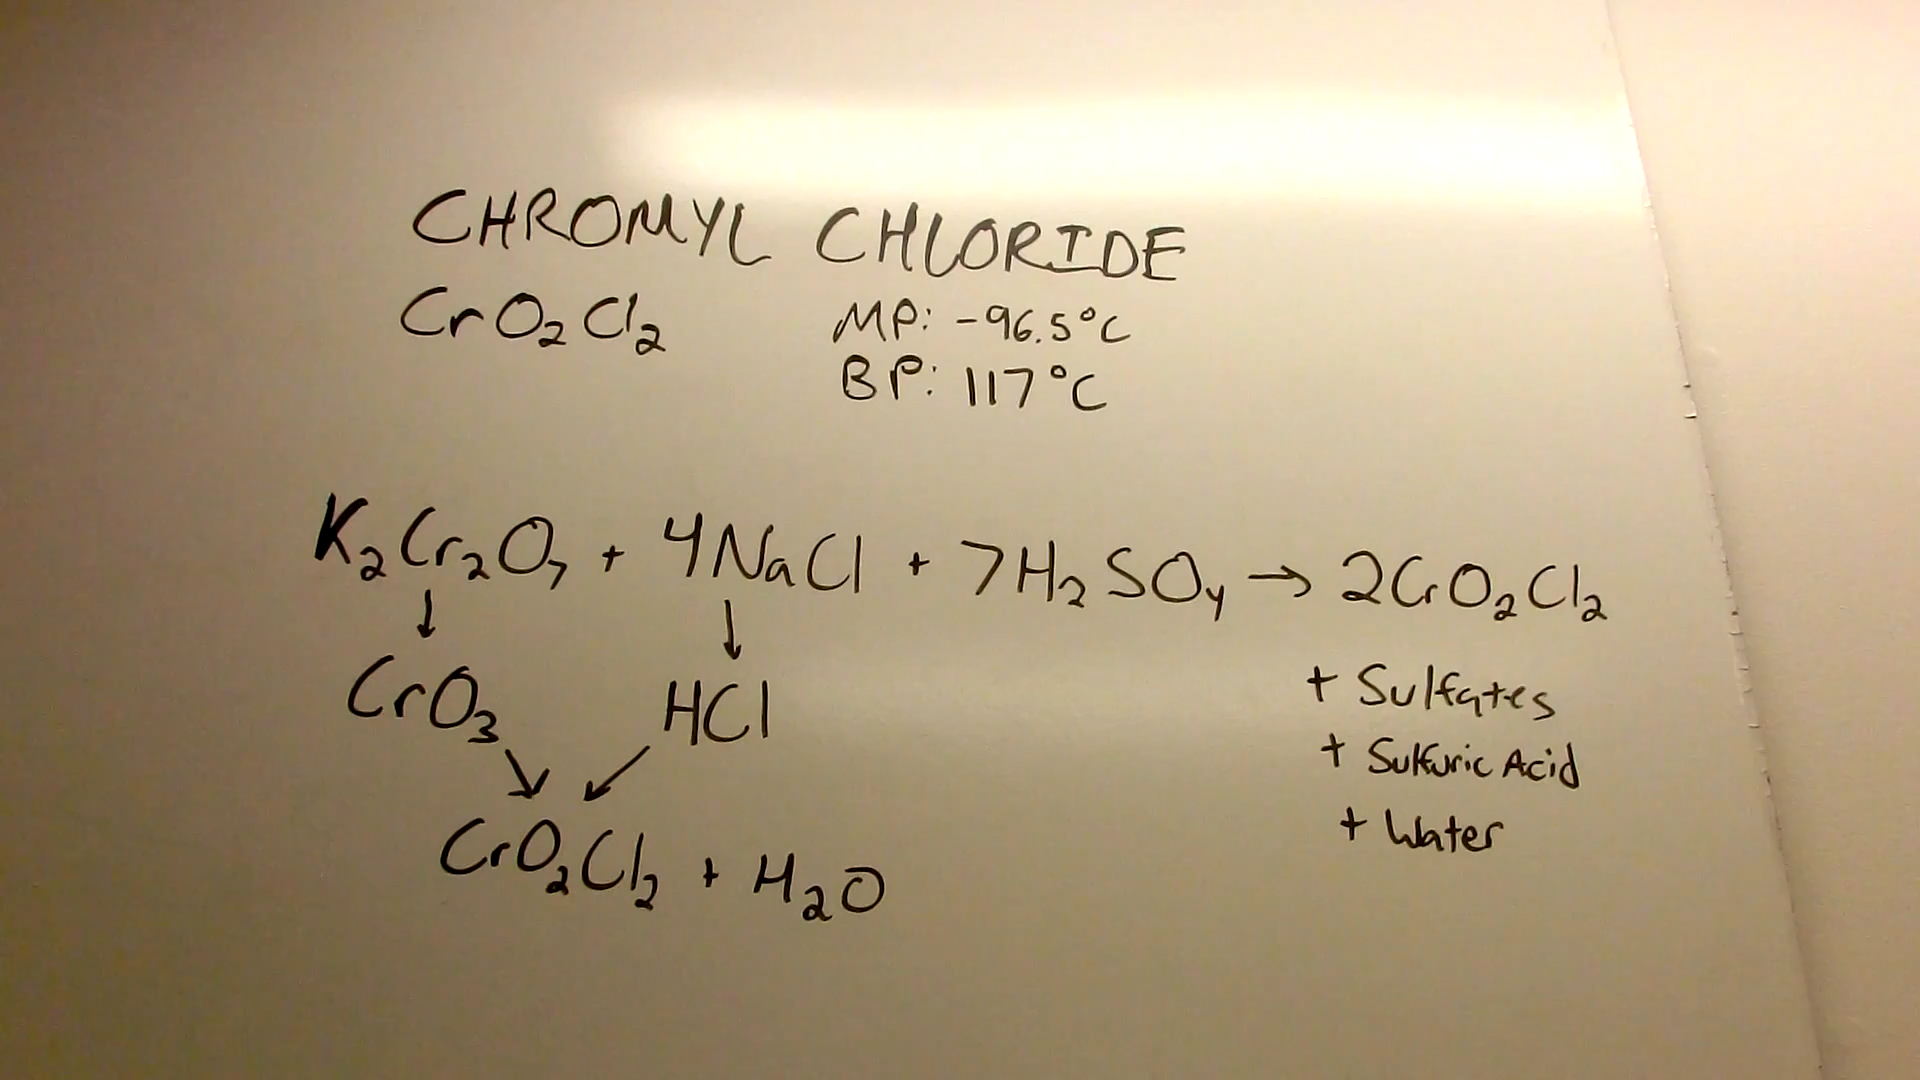 CHROMYL CHLORIDE
CrO₂Cl₂
MP: -96.5°C
BP: 117°C
K₂Cr₂O₇ + 4NaCl + 7H₂SO₄ → 2CrO₂Cl₂
↓ ↓
CrO₃ HCl
+ Sulfates
+ Sulfuric Acid
+ Water
↘ ↙
CrO₂Cl₂ + H₂O